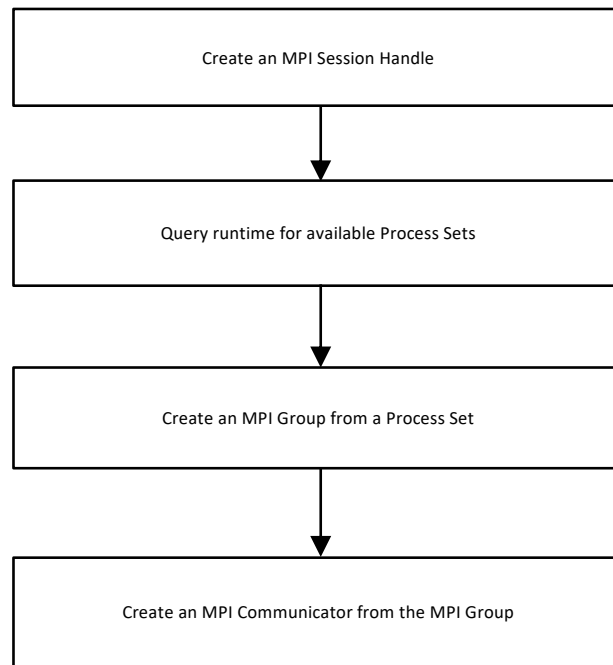 Create an MPI Session Handle
Query runtime for available Process Sets
Create an MPI Group from a Process Set
Create an MPI Communicator from the MPI Group